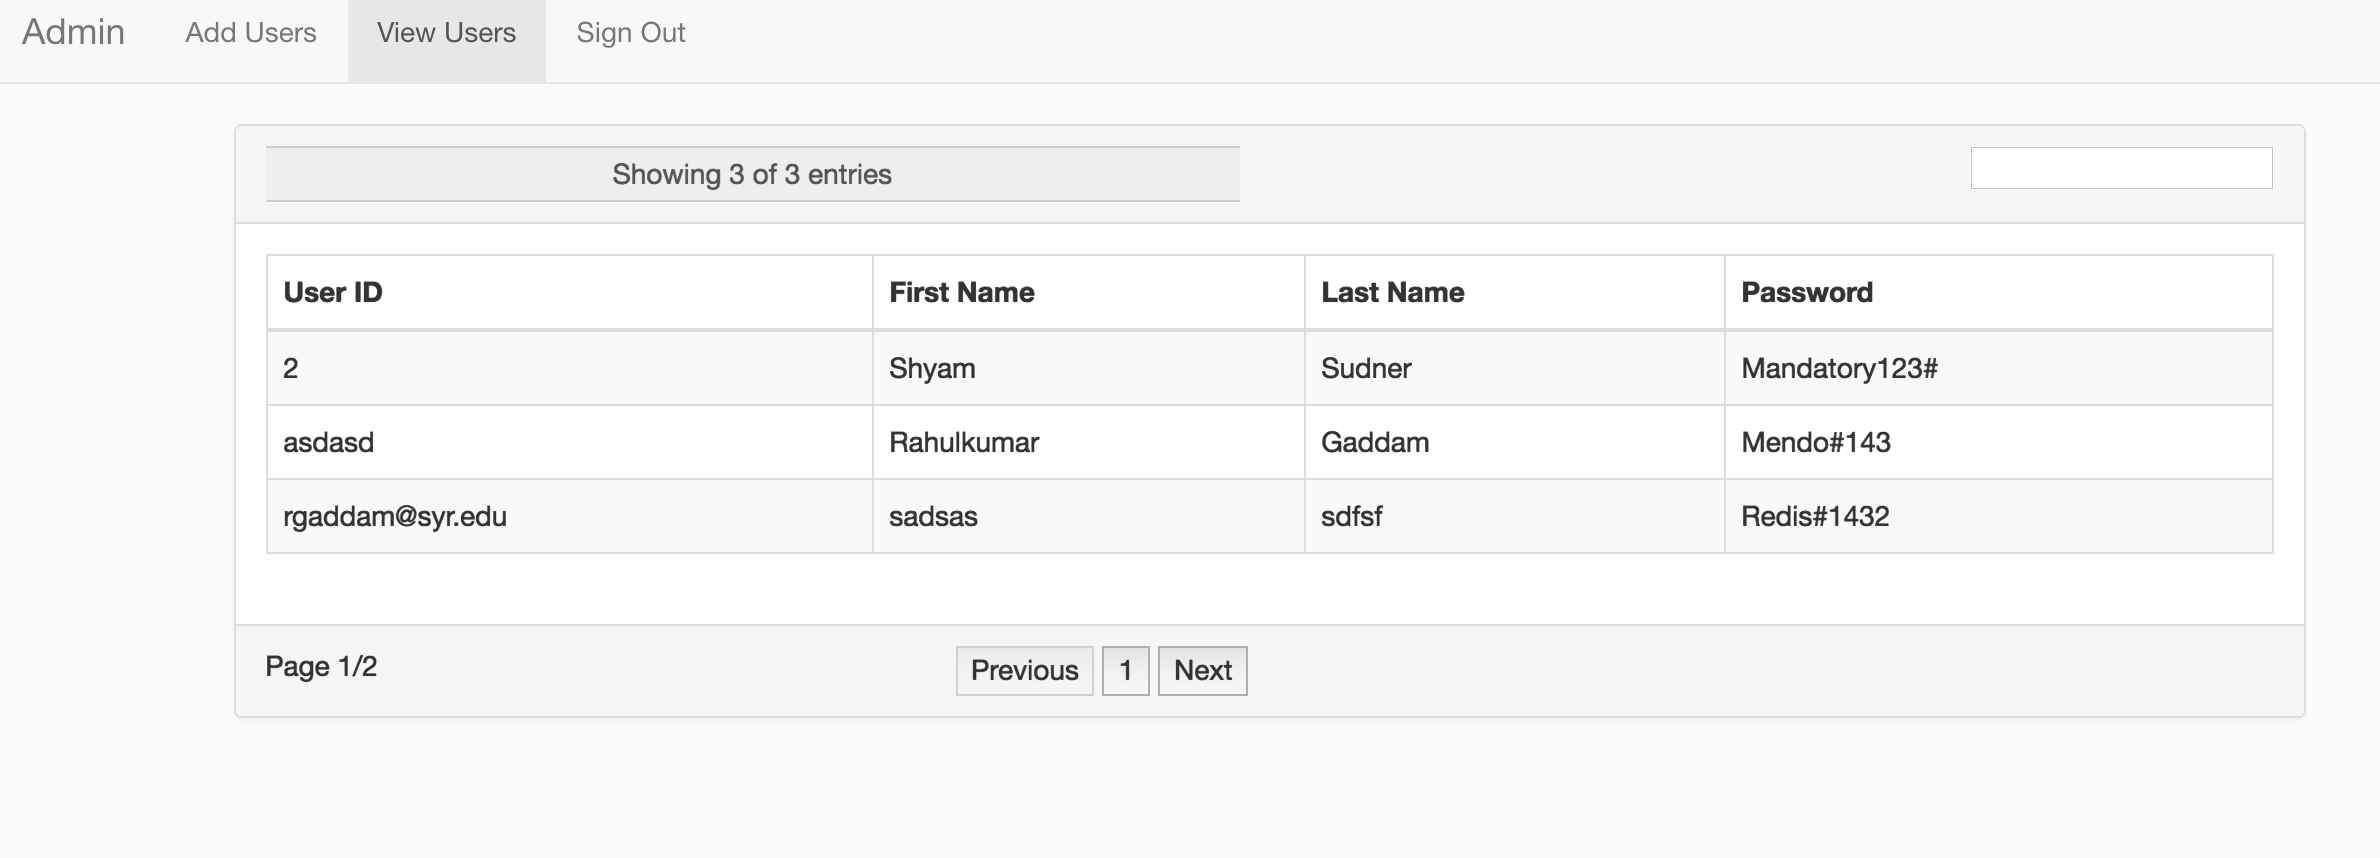 Admin Add Users View Users Sign Out
Showing 3 of 3 entries
User ID First Name Last Name Password
2 Shyam Sudner Mandatory123#
asdasd Rahulkumar Gaddam Mendo#143
rgaddam@syr.edu sadsas sdfsf Redis#1432
Page 1/2 Previous 1 Next